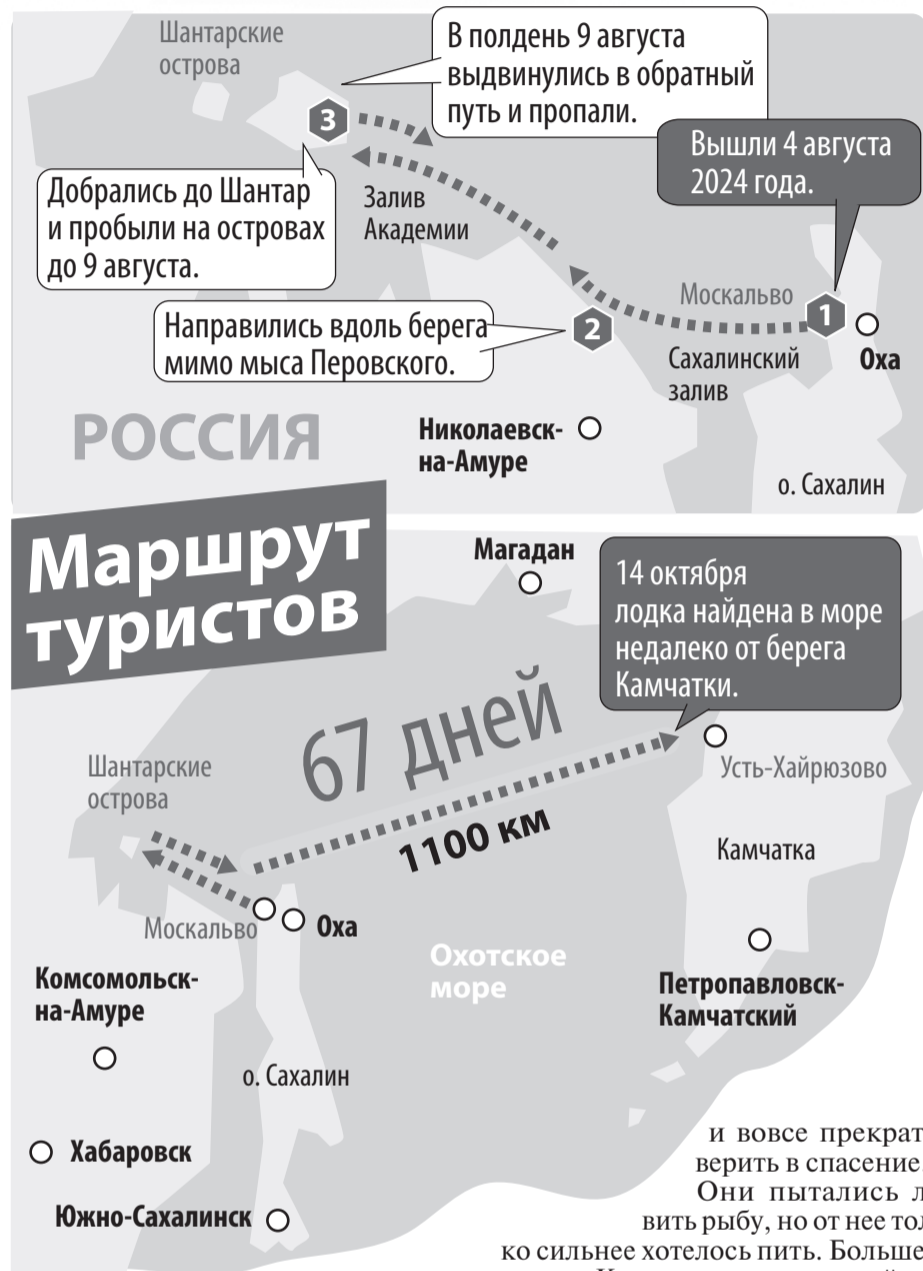 Шантарские
острова
В полдень 9 августа
выдвинулись в обратный
путь и пропали.
3
Вышли 4 августа
2024 года.
Добрались до Шантар
и пробыли на островах
до 9 августа.
Залив
Академии
Москальво
1
Направились вдоль берега
мимо мыса Перовского.
2
Сахалинский
залив
Оха
РОССИЯ
Николаевск-
на-Амуре
о. Сахалин
Маршрут
туристов
Магадан
14 октября
лодка найдена в море
недалеко от берега
Камчатки.
67 дней
1100 км
Шантарские
острова
Усть-Хайрюзово
Камчатка
Москальво
Оха
Охотское
море
Комсомольск-
на-Амуре
Петропавловск-
Камчатский
о. Сахалин
Хабаровск
Южно-Сахалинск
и вовсе прекрат
верить в спасение
Они пытались л
вить рыбу, но от нее тол
ко сильнее хотелось пить. Больше